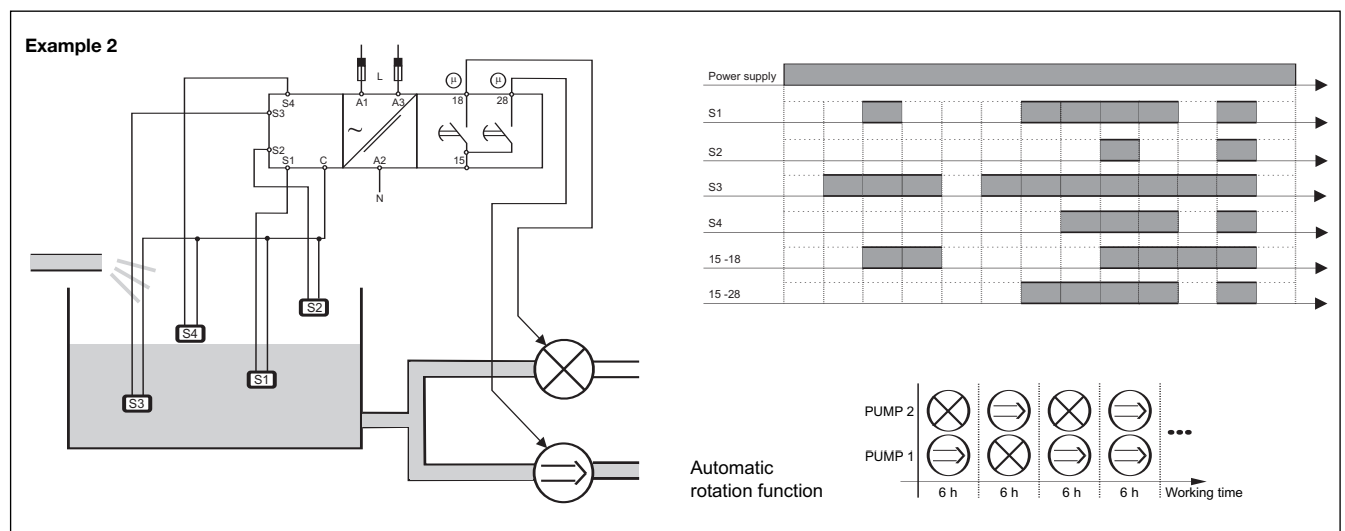 Example 2
L
μ μ
S4 A1 A3 18 28
S3
~
S2
S1 C A2 15
N
S2
S4
S1
S3
Power supply
S1
S2
S3
S4
15 -18
15 -28
PUMP 2
PUMP 1
...
Automatic
rotation function
6 h 6 h 6 h 6 h Working time